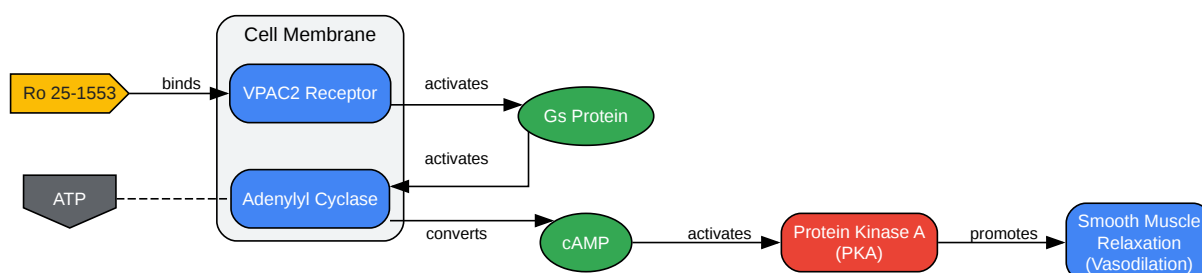 Cell Membrane
Ro 25-1553
binds
VPAC2 Receptor
activates
Gs Protein
activates
ATP
Adenylyl Cyclase
converts
cAMP
activates
Protein Kinase A
(PKA)
promotes
Smooth Muscle
Relaxation
(Vasodilation)